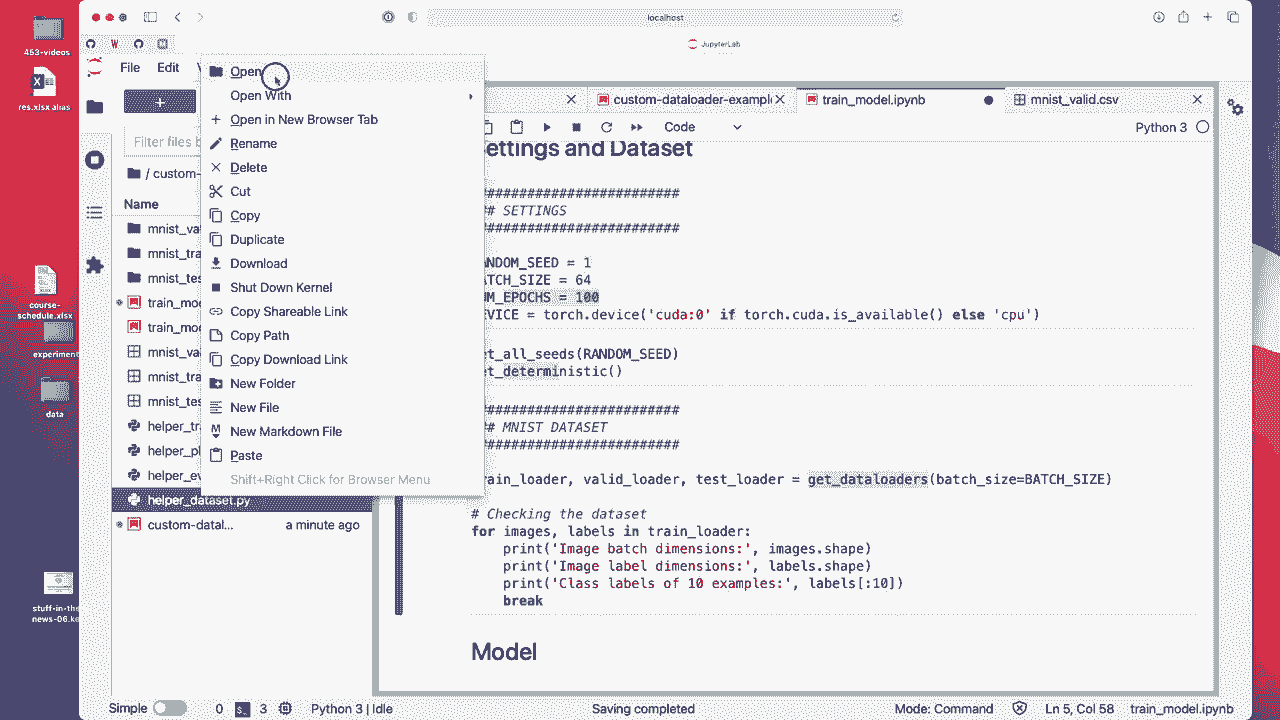 localhost
JupyterLab
453-videos
res.xlsx alias
course-
schedule.xlsx
experiment
data
stuff-in-the
news-06.ke
File
Edit
Filter files b
/ custom-
Name
mnist_va
mnist_tra
mnist_te
train_mo
train_mo
mnist_va
mnist_tra
mnist_tes
helper_tr
helper_pl
helper_ev
helper_dataset.py
custom-datal... a minute ago
Open
Open With
Open in New Browser Tab
Rename
Delete
Cut
Copy
Duplicate
Download
Shut Down Kernel
Copy Shareable Link
Copy Path
Copy Download Link
New Folder
New File
New Markdown File
Paste
Shift+Right Click for Browser Menu
custom-dataloader-exampl
train_model.ipynb
mnist_valid.csv
Code
Python 3
ettings and Dataset
#######################
## SETTINGS
#######################
NDOM_SEED = 1
TCH_SIZE = 64
M_EPOCHS = 100
EVICE = torch.device('cuda:0' if torch.cuda.is_available() else 'cpu')
t_all_seeds(RANDOM_SEED)
t_deterministic()
#######################
## MNIST DATASET
#######################
ain_loader, valid_loader, test_loader = get_dataloaders(batch_size=BATCH_SIZE)
# Checking the dataset
for images, labels in train_loader:
print('Image batch dimensions:', images.shape)
print('Image label dimensions:', labels.shape)
print('Class labels of 10 examples:', labels[:10])
break
Model
Simple
0
3
Python 3 | Idle
Saving completed
Mode: Command
Ln 5, Col 58
train_model.ipynb